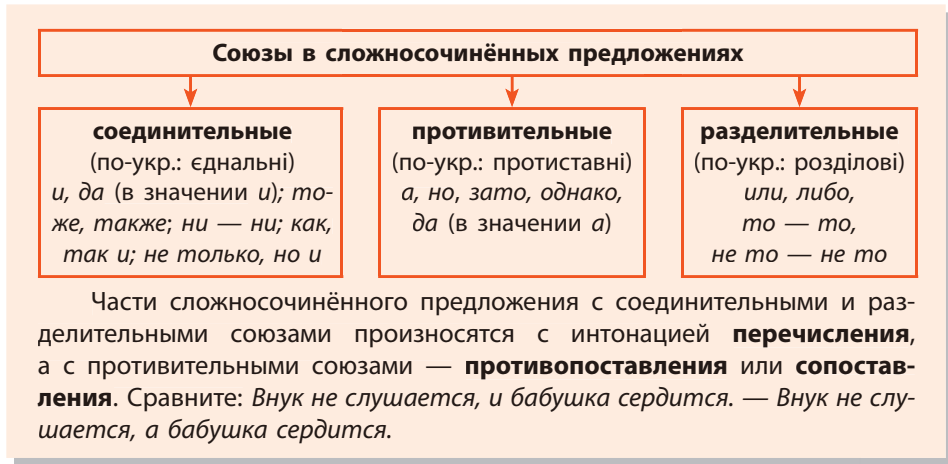 Союзы в сложносочинённых предложениях
соединительные
(по-укр.: єднальні)
и, да (в значении и); то-
же, также; ни — ни; как,
так и; не только, но и
противительные
(по-укр.: протиставні)
а, но, зато, однако,
да (в значении а)
разделительные
(по-укр.: розділові)
или, либо,
то — то,
не то — не то
Части сложносочинённого предложения с соединительными и раз-
делительными союзами произносятся с интонацией перечисления,
а с противительными союзами — противопоставления или сопостав-
ления. Сравните: Внук не слушается, и бабушка сердится. — Внук не слу-
шается, а бабушка сердится.